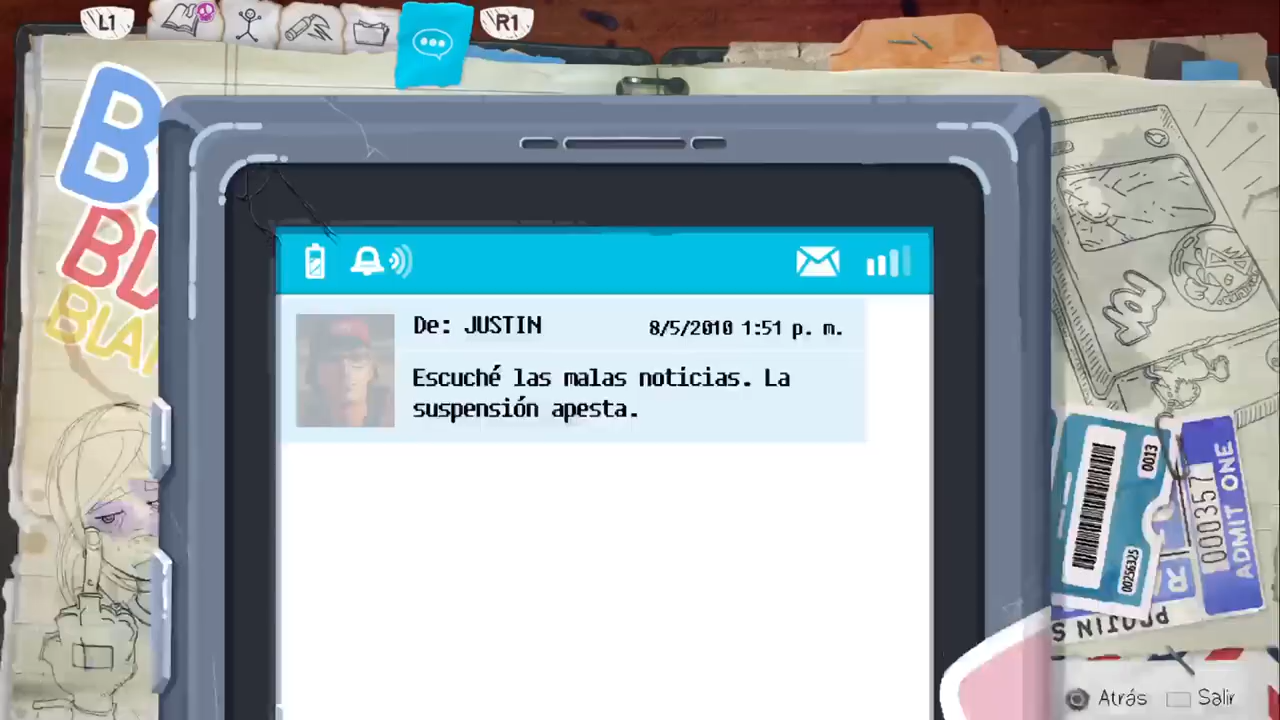 L1
R1
De: JUSTIN
8/5/2010 1:51 p. m.
Escuché las malas noticias. La
suspensión apesta.
0013
00256325
000357
ADMIT ONE
Atrás
Salir